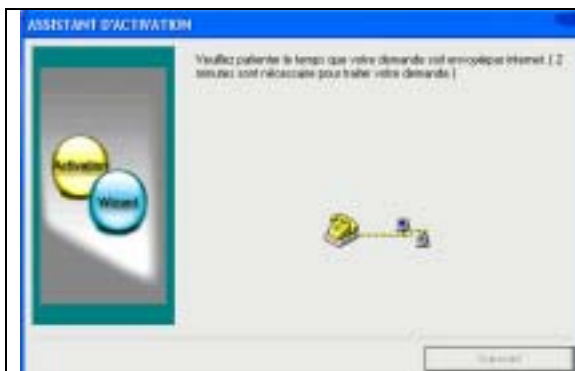 ASSISTANT D'ACTIVATION
Veuillez patienter le temps que votre demande soit envoyée par internet. ( 2
minutes sont nécessaire pour traiter votre demande )
Activation
Wizard
Suivant